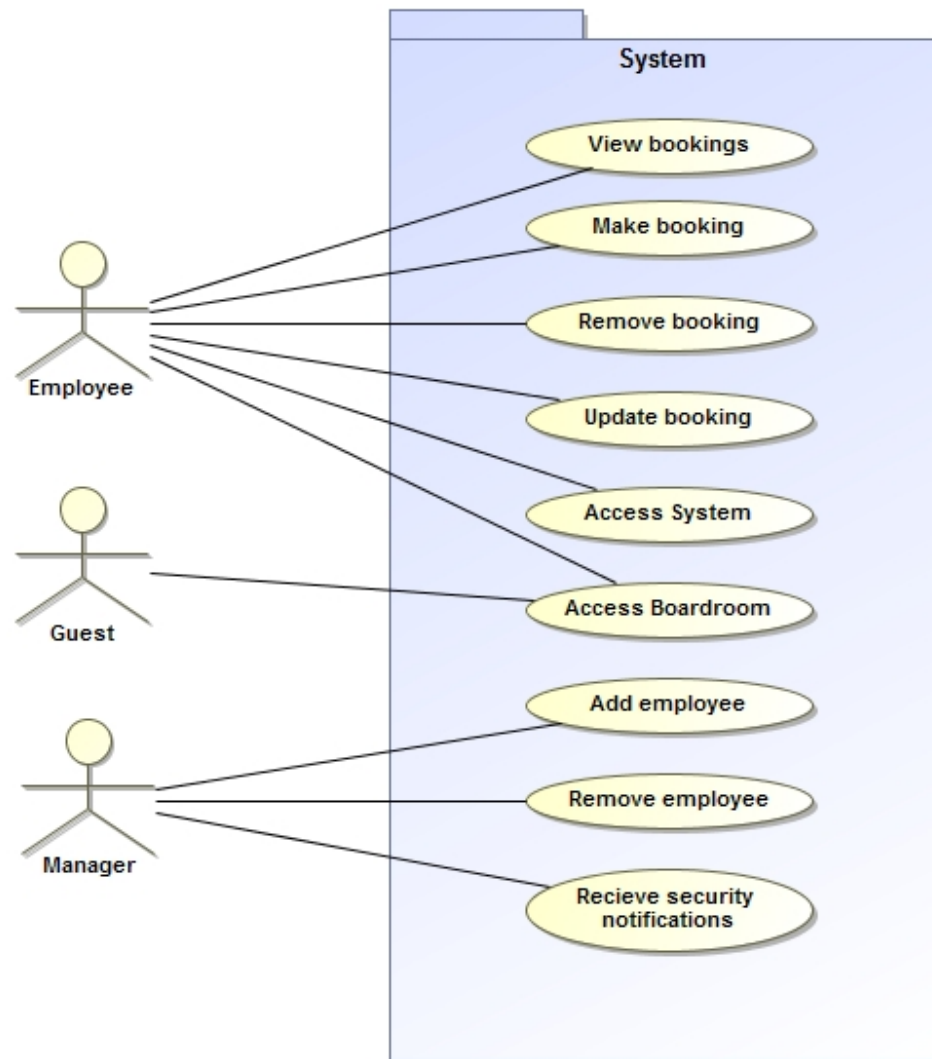 System
View bookings
Make booking
Remove booking
Employee
Update booking
Access System
Access Boardroom
Guest
Add employee
Remove employee
Manager
Recieve security
notifications